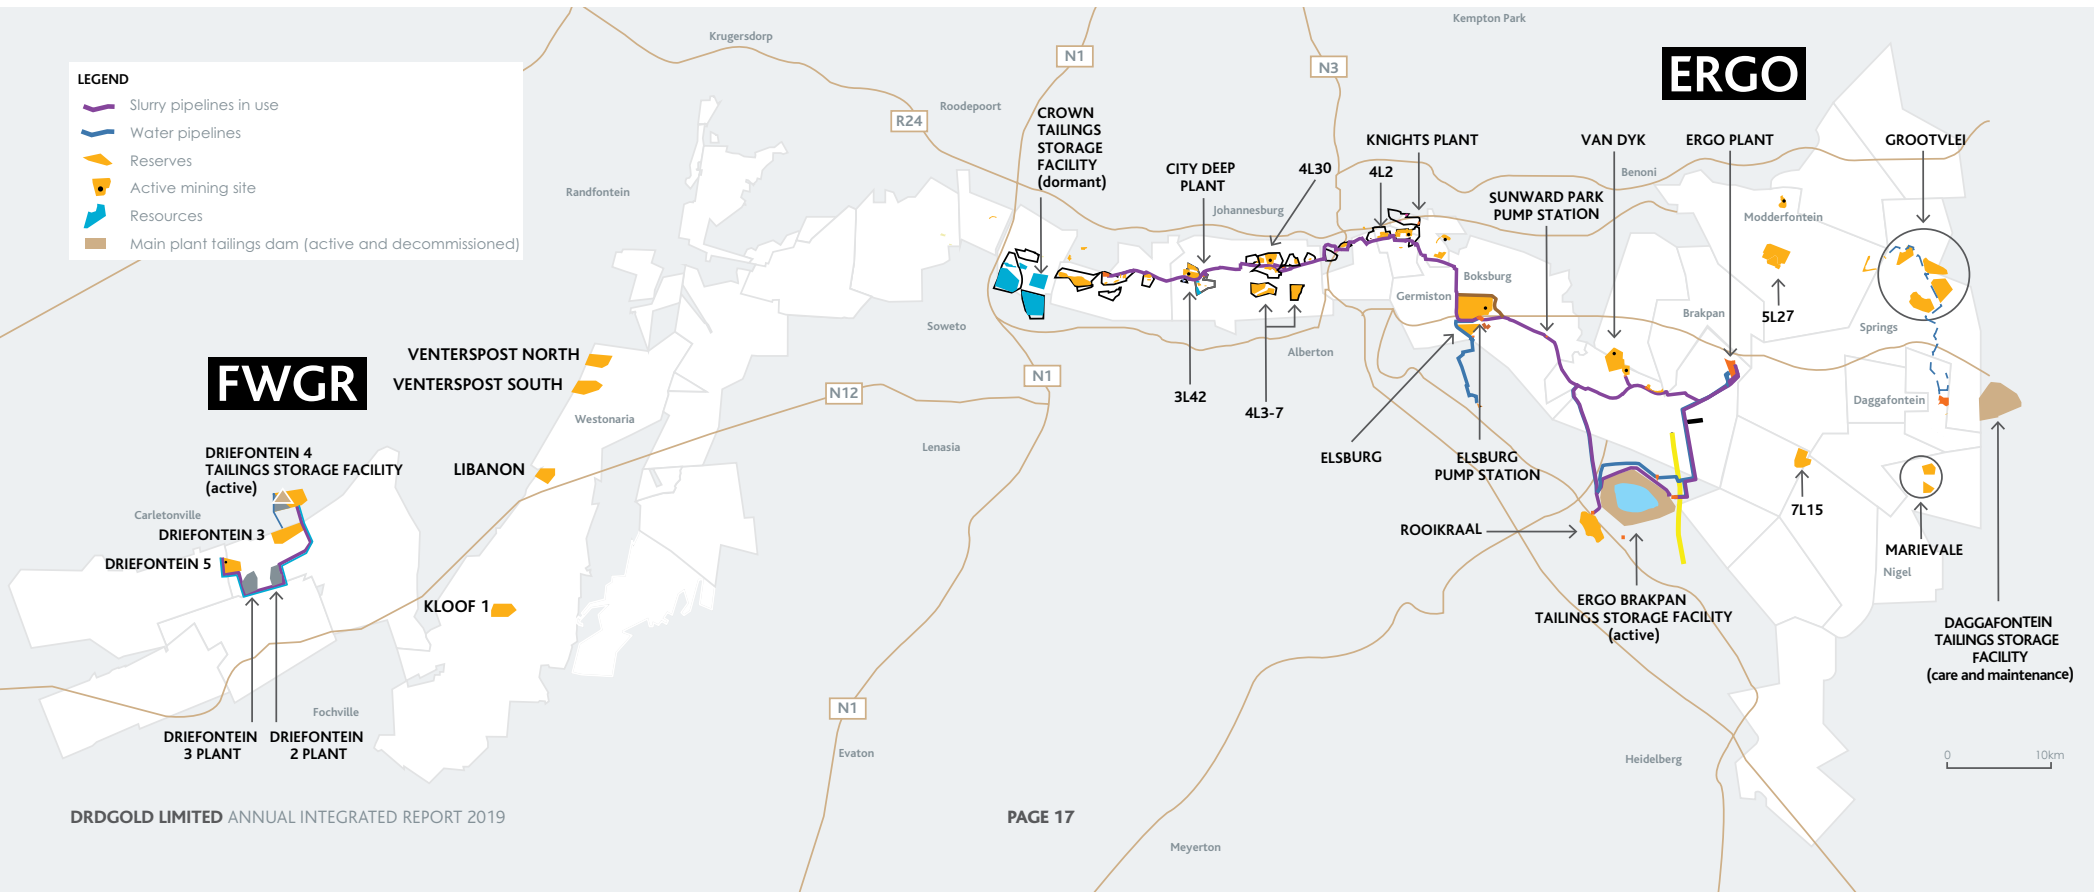 Kempton Park
Krugersdorp
N1
N3
ERGO
LEGEND
Slurry pipelines in use
Water pipelines
Reserves
Active mining site
Resources
Main plant tailings dam (active and decommissioned)
Roodepoort
R24
CROWN
TAILINGS
STORAGE
FACILITY
(dormant)
CITY DEEP
PLANT
4L30
KNIGHTS PLANT
4L2
VAN DYK
ERGO PLANT
GROOTVLEI
Benoni
SUNWARD PARK
PUMP STATION
Randfontein
Johannesburg
Modderfontein
Boksburg
Germiston
Brakpan
5L27
Springs
Soweto
Alberton
FWGR
VENTERSPOST NORTH
VENTERSPOST SOUTH
Westonaria
N12
N1
3L42
4L3-7
Daggafontein
Lenasia
ELSBURG
ELSBURG
PUMP STATION
DRIEFONTEIN 4
TAILINGS STORAGE FACILITY
(active)
LIBANON
Carletonville
DRIEFONTEIN 3
DRIEFONTEIN 5
7L15
ROOIKRAAL
MARIEVALE
Nigel
KLOOF 1
ERGO BRAKPAN
TAILINGS STORAGE FACILITY
(active)
DAGGAFONTEIN
TAILINGS STORAGE
FACILITY
(care and maintenance)
Fochville
N1
DRIEFONTEIN
3 PLANT
DRIEFONTEIN
2 PLANT
Evaton
Heidelberg
0 10km
DRDGOLD LIMITED ANNUAL INTEGRATED REPORT 2019
PAGE 17
Meyerton